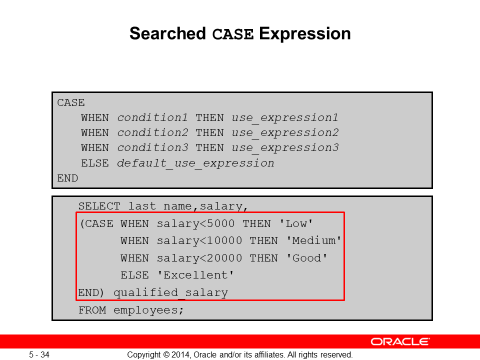 Searched CASE Expression
CASE
WHEN condition1 THEN use_expression1
WHEN condition2 THEN use_expression2
WHEN condition3 THEN use_expression3
ELSE default_use_expression
END
SELECT last_name,salary,
(CASE WHEN salary<5000 THEN 'Low'
WHEN salary<10000 THEN 'Medium'
WHEN salary<20000 THEN 'Good'
ELSE 'Excellent'
END) qualified_salary
FROM employees;
ORACLE
5 - 34 Copyright © 2014, Oracle and/or its affiliates. All rights reserved.